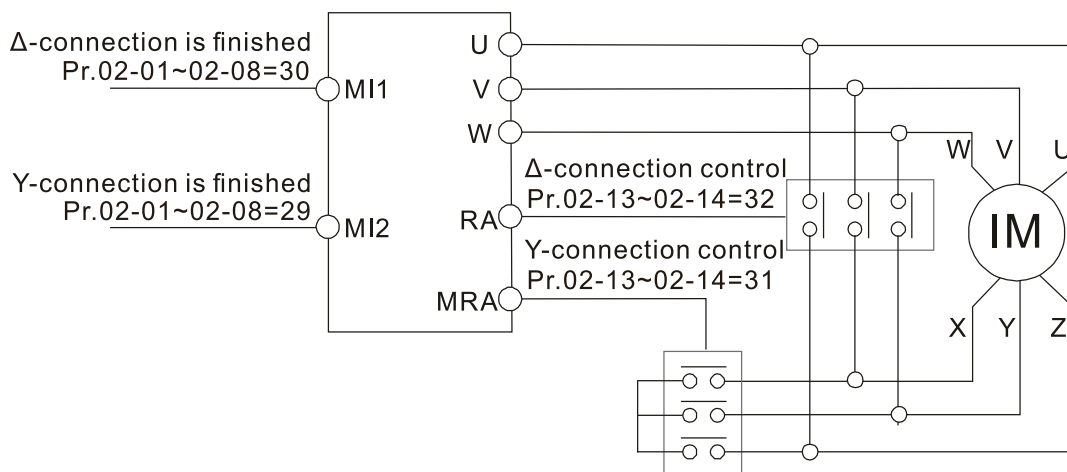 Δ-connection is finished
Pr.02-01~02-08=30
MI1
Y-connection is finished
Pr.02-01~02-08=29
MI2
U
V
W
RA
MRA
Δ-connection control
Pr.02-13~02-14=32
Y-connection control
Pr.02-13~02-14=31
W V U
IM
X Y Z